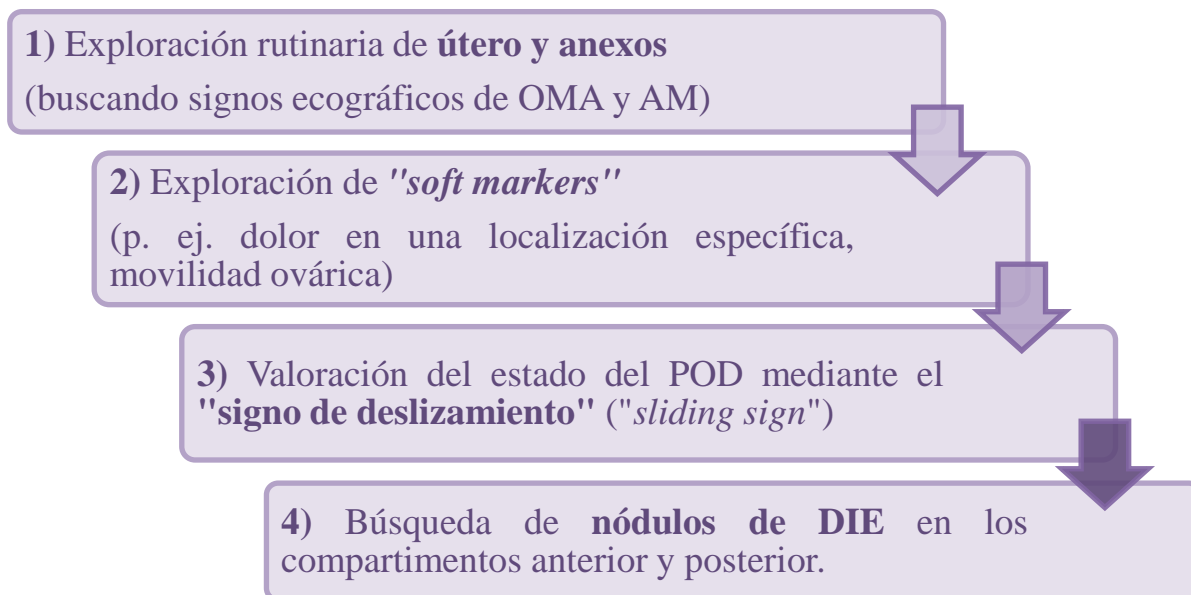 1) Exploración rutinaria de útero y anexos
(buscando signos ecográficos de OMA y AM)
2) Exploración de "soft markers"
(p. ej. dolor en una localización específica,
movilidad ovárica)
3) Valoración del estado del POD mediante el
"signo de deslizamiento" ("sliding sign")
4) Búsqueda de nódulos de DIE en los
compartimentos anterior y posterior.